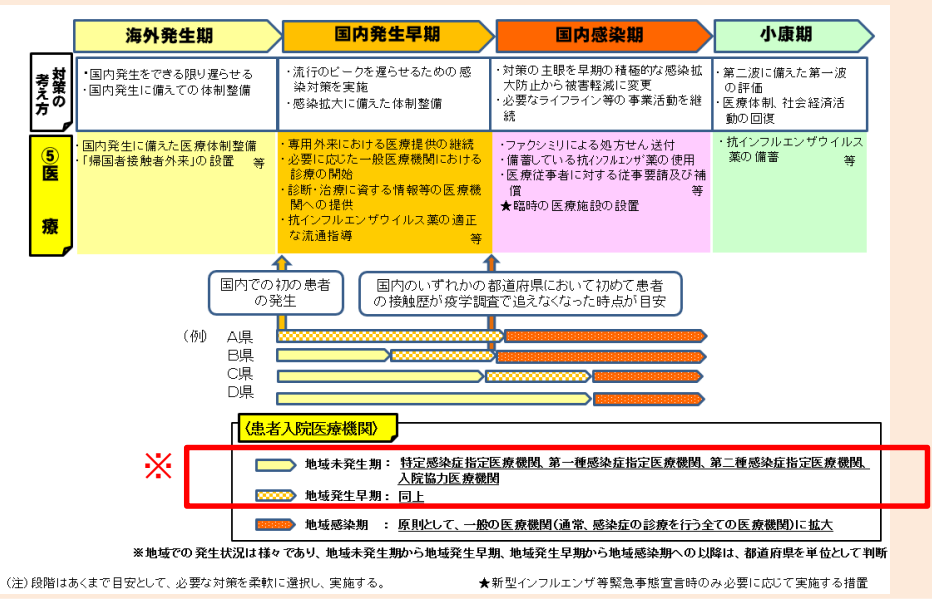 海外発生期
国内発生早期
国内感染期
小康期
対策の
考え方
・国内発生をできる限り遅らせる
・国内発生に備えての体制整備
・流行のピークを遅らせるための感
染対策を実施
・感染拡大に備えた体制整備
・対策の主眼を早期の積極的な感染拡
大防止から被害軽減に変更
・必要なライフライン等の事業活動を継
続
・第二波に備えた第一波
の評価
・医療体制、社会経済活
動の回復
⑤
医
療
・国内発生に備えた医療体制整備
・「帰国者接触者外来」の設置 等
・専用外来における医療提供の継続
・必要に応じた一般医療機関における
診療の開始
・診断・治療に資する情報等の医療機
関への提供
・抗インフルエンザウイルス薬の適正
な流通指導 等
・ファクシミリによる処方せん送付
・備蓄している抗インフルエンザ薬の使用
・医療従事者に対する従事要請及び補
償 等
★臨時の医療施設の設置
・抗インフルエンザウイルス
薬の備蓄 等
国内での初の患者
の発生
国内のいずれかの都道府県において初めて患者
の接触歴が疫学調査で追えなくなった時点が目安
(例) A県
B県
C県
D県
〈患者入院医療機関〉
※
地域未発生期： 特定感染症指定医療機関、第一種感染症指定医療機関、第二種感染症指定医療機関、
入院協力医療機関
地域発生早期： 同上
地域感染期 ： 原則として、一般の医療機関(通常、感染症の診療を行う全ての医療機関)に拡大
※地域での発生状況は様々であり、地域未発生期から地域発生早期、地域発生早期から地域感染期への以降は、都道府県を単位として判断
(注)段階はあくまで目安として、必要な対策を柔軟に選択し、実施する。
★新型インフルエンザ等緊急事態宣言時のみ必要に応じて実施する措置